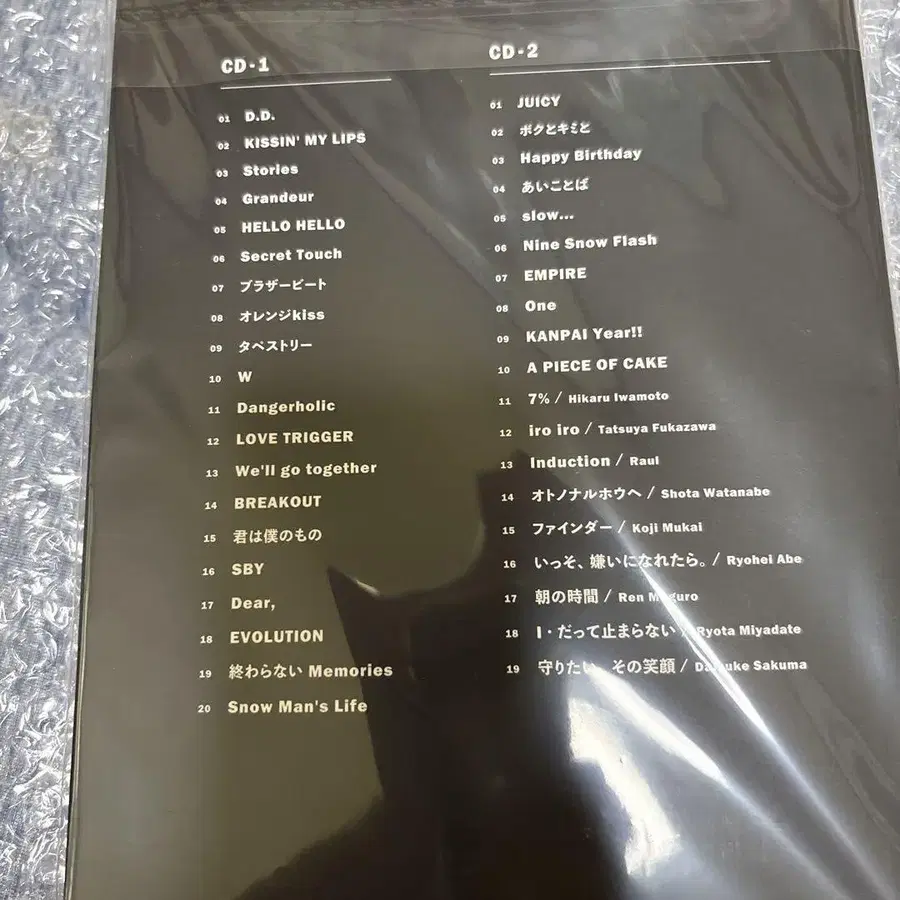 CD-1
01 D.D.
02 KISSIN' MY LIPS
03 Stories
04 Grandeur
05 HELLO HELLO
06 Secret Touch
07 ブラザービート
08 オレンジkiss
09 タペストリー
10 W
11 Dangerholic
12 LOVE TRIGGER
13 We'll go together
14 BREAKOUT
15 君は僕のもの
16 SBY
17 Dear,
18 EVOLUTION
19 終わらない Memories
20 Snow Man's Life
CD-2
01 JUICY
02 ボクとキミと
03 Happy Birthday
04 あいことば
05 slow...
06 Nine Snow Flash
07 EMPIRE
08 One
09 KANPAI Year!!
10 A PIECE OF CAKE
11 7% / Hikaru Iwamoto
12 iro iro / Tatsuya Fukazawa
13 Induction / Raul
14 オトノナルホウへ / Shota Watanabe
15 ファインダー / Koji Mukai
16 いっそ、嫌いになれたら。 / Ryohei Abe
17 朝の時間 / Ren
18 I・だって止まらない / Ryota Miyadate
19 守りたい、その笑顔 / Sakuma